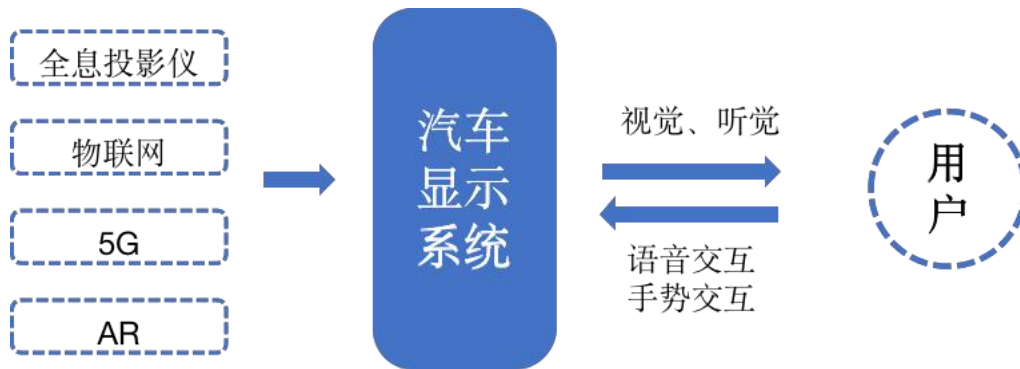 全息投影仪
物联网
5G
AR
汽车
显示
系统
视觉、听觉
语音交互
手势交互
用
户